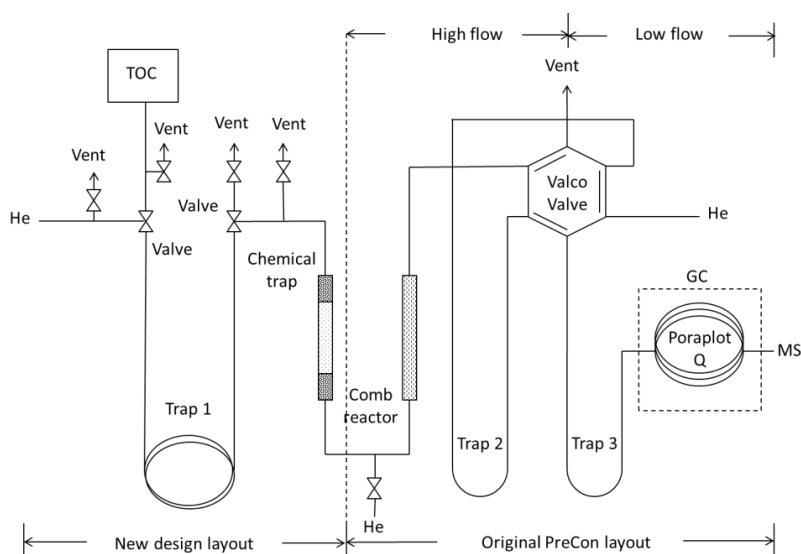 High flow
Low flow
TOC
Vent
Vent
Vent
Vent
Vent
He
Valve
Valve
Valco
Valve
He
Chemical
trap
GC
Poraplot
Q
MS
Comb
reactor
Trap 1
Trap 2
Trap 3
He
New design layout
Original PreCon layout